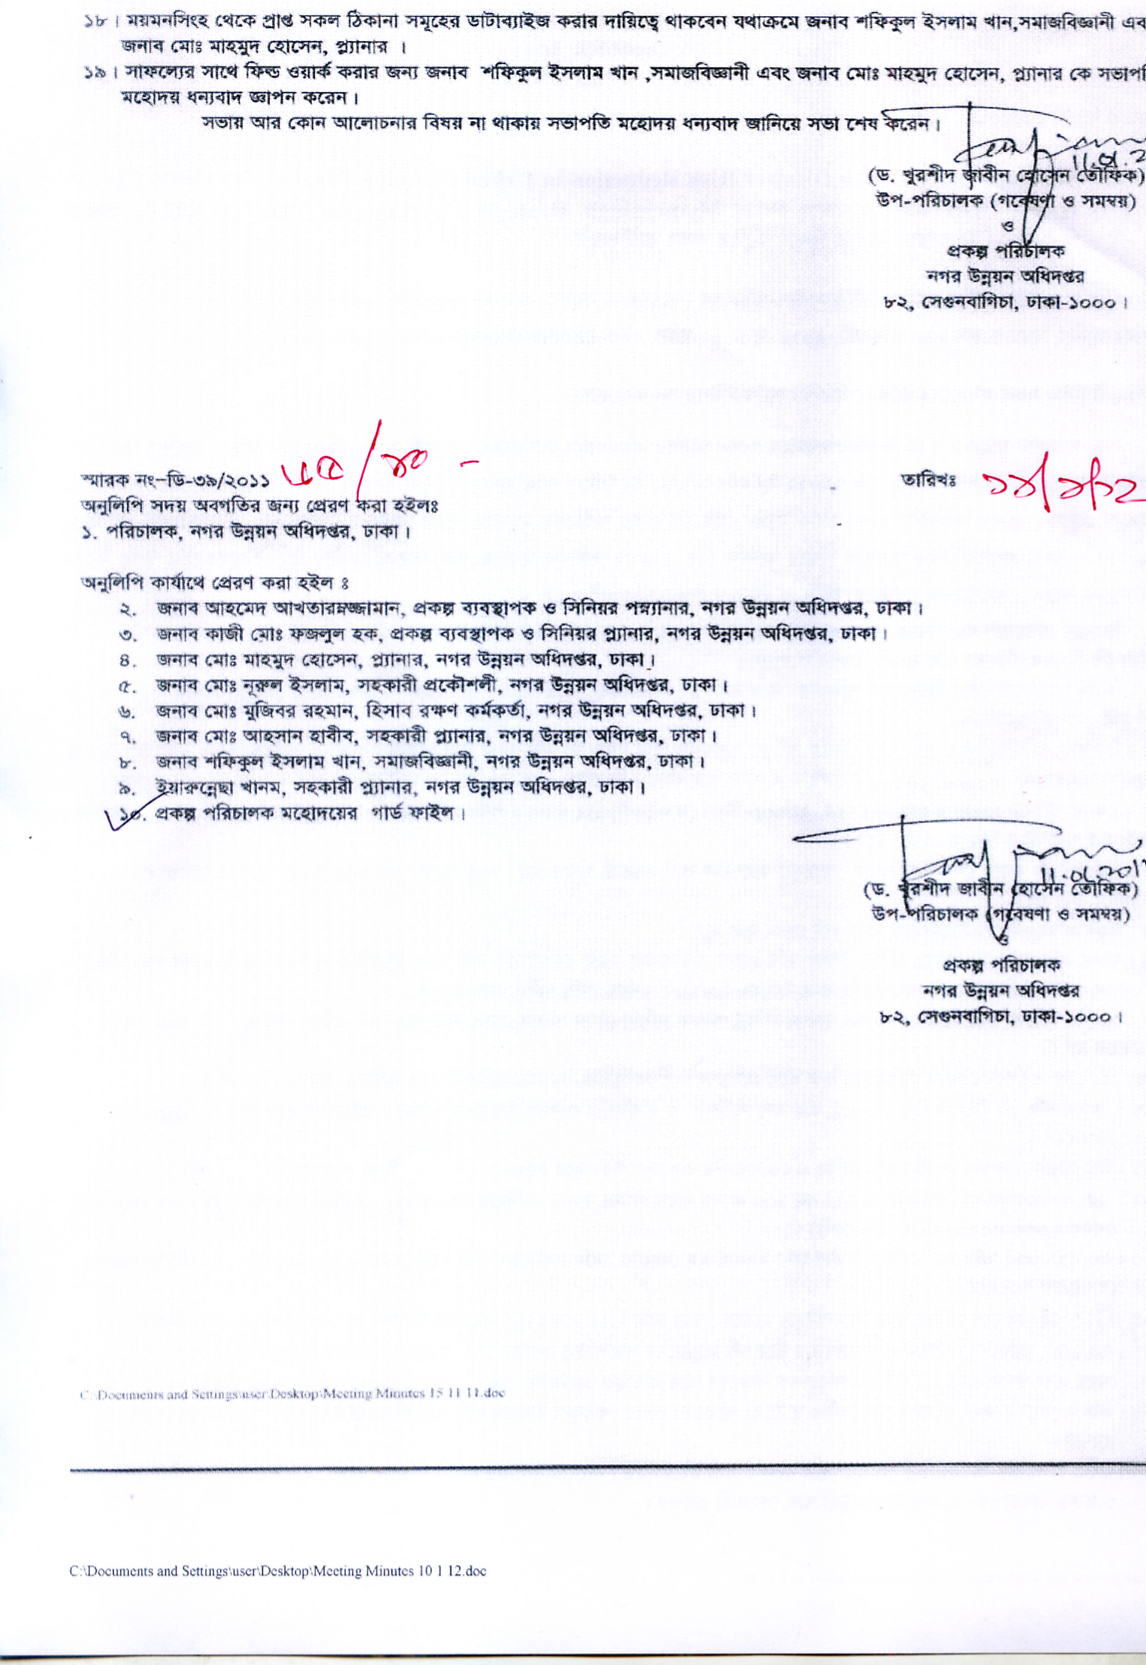 ১৮। ময়মনসিংহ থেকে প্রাপ্ত সকল ঠিকানা সমূহের ডাটাব্যাইজ করার দায়িত্বে থাকবেন যথাক্রমে জনাব শফিকুল ইসলাম খান,সমাজবিজ্ঞানী এব
জনাব মোঃ মাহমুদ হোসেন, প্ল্যানার ।
১৯। সাফল্যের সাথে ফিল্ড ওয়ার্ক করার জন্য জনাব শফিকুল ইসলাম খান ,সমাজবিজ্ঞানী এবং জনাব মোঃ মাহমুদ হোসেন, প্ল্যানার কে সভাপতি
মহোদয় ধন্যবাদ জ্ঞাপন করেন।
সভায় আর কোন আলোচনার বিষয় না থাকায় সভাপতি মহোদয় ধন্যবাদ জানিয়ে সভা শেষ করেন।
(ড. খুরশীদ জাবীন হোসেন তৌফিক)
উপ-পরিচালক (গবেষণা ও সমন্বয়)
ও
প্রকল্প পরিচালক
নগর উন্নয়ন অধিদপ্তর
৮২, সেগুনবাগিচা, ঢাকা-১০০০।
স্মারক নং–ডি-৩৯/২০১১
তারিখঃ
অনুলিপি সদয় অবগতির জন্য প্রেরণ করা হইলঃ
১. পরিচালক, নগর উন্নয়ন অধিদপ্তর, ঢাকা।
অনুলিপি কার্যাথে প্রেরণ করা হইল ঃ
২. জনাব আহমেদ আখতারম্নজ্জামান, প্রকল্প ব্যবস্থাপক ও সিনিয়র পস্ন্যানার, নগর উন্নয়ন অধিদপ্তর, ঢাকা।
৩. জনাব কাজী মোঃ ফজলুল হক, প্রকল্প ব্যবস্থাপক ও সিনিয়র প্ল্যানার, নগর উন্নয়ন অধিদপ্তর, ঢাকা।
৪. জনাব মোঃ মাহমুদ হোসেন, প্ল্যানার, নগর উন্নয়ন অধিদপ্তর, ঢাকা।
৫. জনাব মোঃ নূরুল ইসলাম, সহকারী প্রকৌশলী, নগর উন্নয়ন অধিদপ্তর, ঢাকা।
৬. জনাব মোঃ মুজিবর রহমান, হিসাব রক্ষণ কর্মকর্তা, নগর উন্নয়ন অধিদপ্তর, ঢাকা।
৭. জনাব মোঃ আহসান হাবীব, সহকারী প্ল্যানার, নগর উন্নয়ন অধিদপ্তর, ঢাকা।
৮. জনাব শফিকুল ইসলাম খান, সমাজবিজ্ঞানী, নগর উন্নয়ন অধিদপ্তর, ঢাকা।
৯. ইয়ারুন্নেছা খানম, সহকারী প্ল্যানার, নগর উন্নয়ন অধিদপ্তর, ঢাকা।
১০. প্রকল্প পরিচালক মহোদয়ের গার্ড ফাইল।
(ড. খুরশীদ জাবীন হোসেন তৌফিক)
উপ-পরিচালক (গবেষণা ও সমন্বয়)
ও
প্রকল্প পরিচালক
নগর উন্নয়ন অধিদপ্তর
৮২, সেগুনবাগিচা, ঢাকা-১০০০।
C:\Documents and Settings\user\Desktop\Meeting Minutes 15 11 11.doc
C:\Documents and Settings\user\Desktop\Meeting Minutes 10 1 12.doc